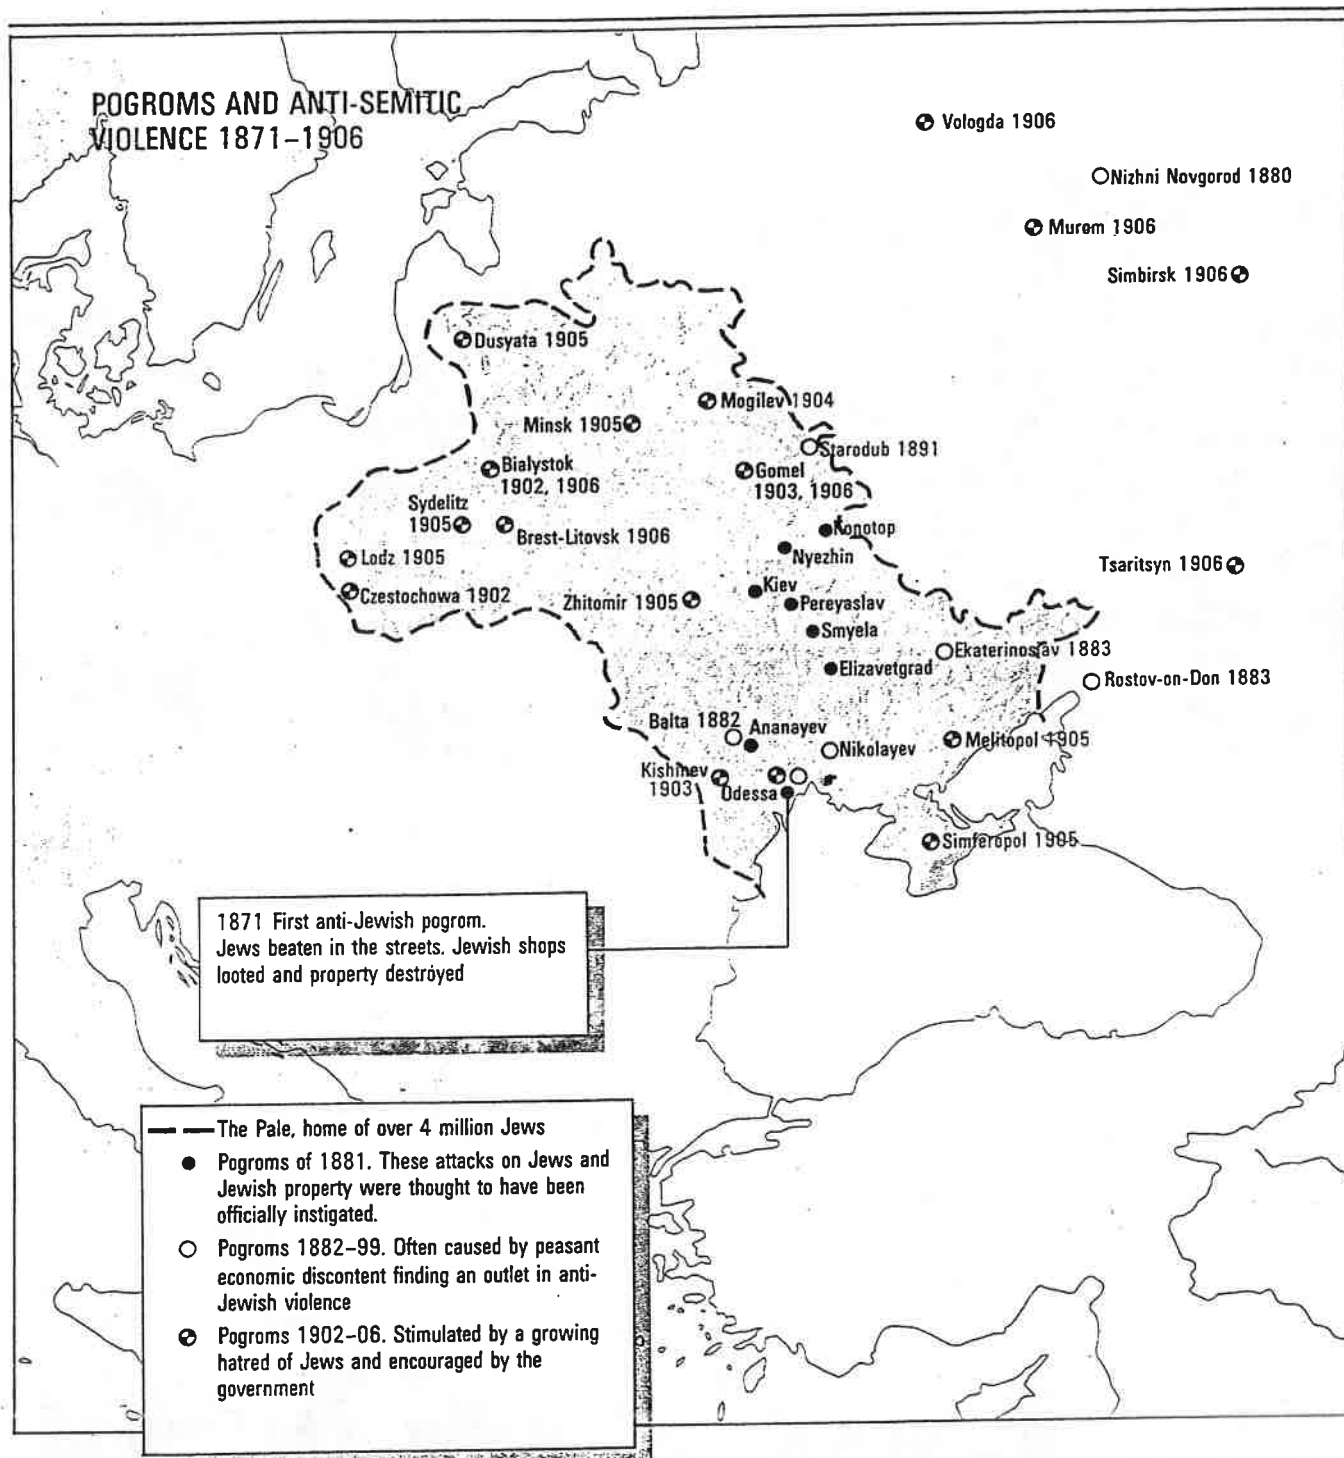 POGROMS AND ANTI-SEMITIC
VIOLENCE 1871–1906
Vologda 1906
Nizhni Novgorod 1880
Murom 1906
Simbirsk 1906
Dusyata 1905
Mogilev 1904
Minsk 1905
Starodub 1891
Bialystok
1902, 1906
Gomel
1903, 1906
Sydelitz
1905
Brest-Litovsk 1906
Konotop
Nyezhin
Lodz 1905
Tsaritsyn 1906
Czestochowa 1902
Zhitomir 1905
Kiev
Pereyaslav
Smyela
Ekaterinoslav 1883
Elizavetgrad
Rostov-on-Don 1883
Balta 1882
Ananayev
Nikolayev
Melitopol 1905
Kishinev
1903
Odessa
Simferopol 1905
1871 First anti-Jewish pogrom.
Jews beaten in the streets. Jewish shops
looted and property destroyed
The Pale, home of over 4 million Jews
Pogroms of 1881. These attacks on Jews and
Jewish property were thought to have been
officially instigated.
Pogroms 1882–99. Often caused by peasant
economic discontent finding an outlet in anti-
Jewish violence
Pogroms 1902–06. Stimulated by a growing
hatred of Jews and encouraged by the
government